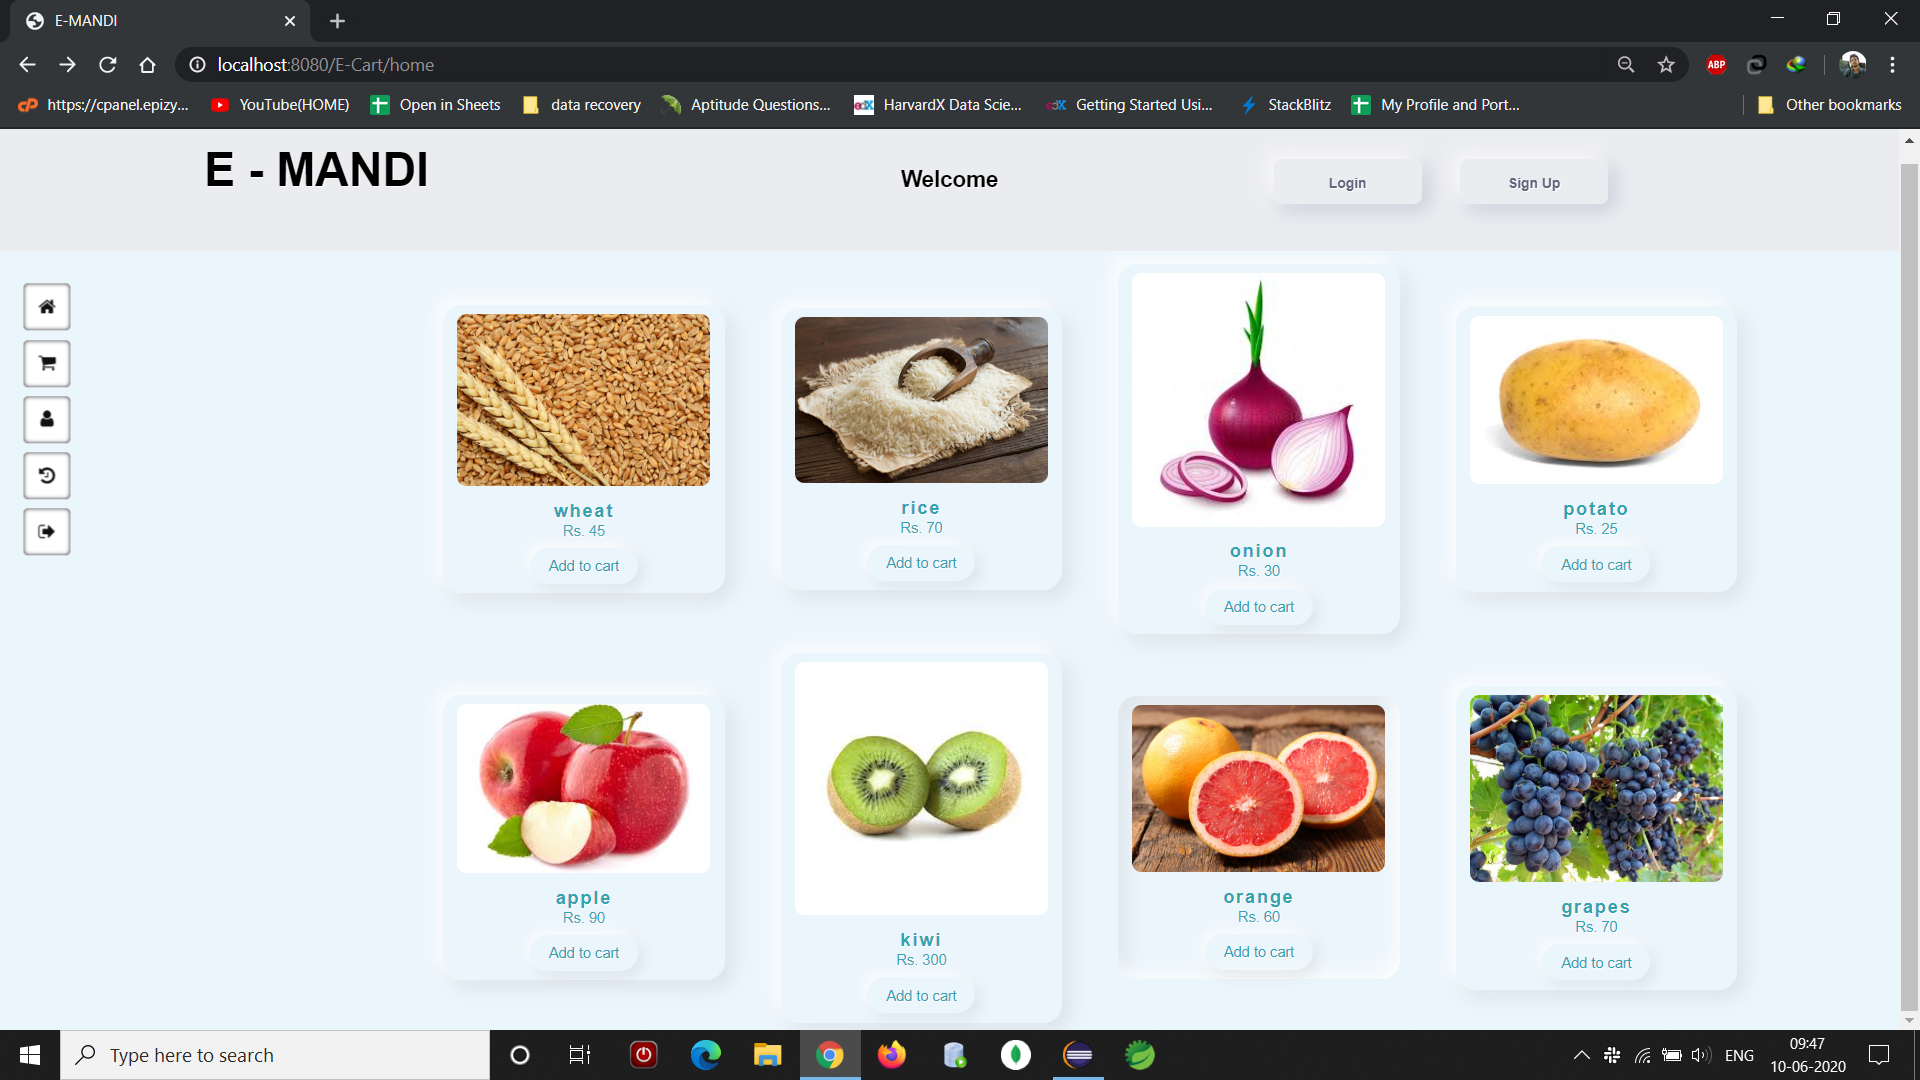 E-MANDI
localhost:8080/E-Cart/home
ABP
https://cpanel.epizy...
YouTube(HOME)
Open in Sheets
data recovery
Aptitude Questions...
HarvardX Data Scie...
Getting Started Usi...
StackBlitz
My Profile and Port...
Other bookmarks
E - MANDI
Welcome
Login
Sign Up
wheat
Rs. 45
Add to cart
rice
Rs. 70
Add to cart
onion
Rs. 30
Add to cart
potato
Rs. 25
Add to cart
apple
Rs. 90
Add to cart
kiwi
Rs. 300
Add to cart
orange
Rs. 60
Add to cart
grapes
Rs. 70
Add to cart
Type here to search
ENG
09:47
10-06-2020